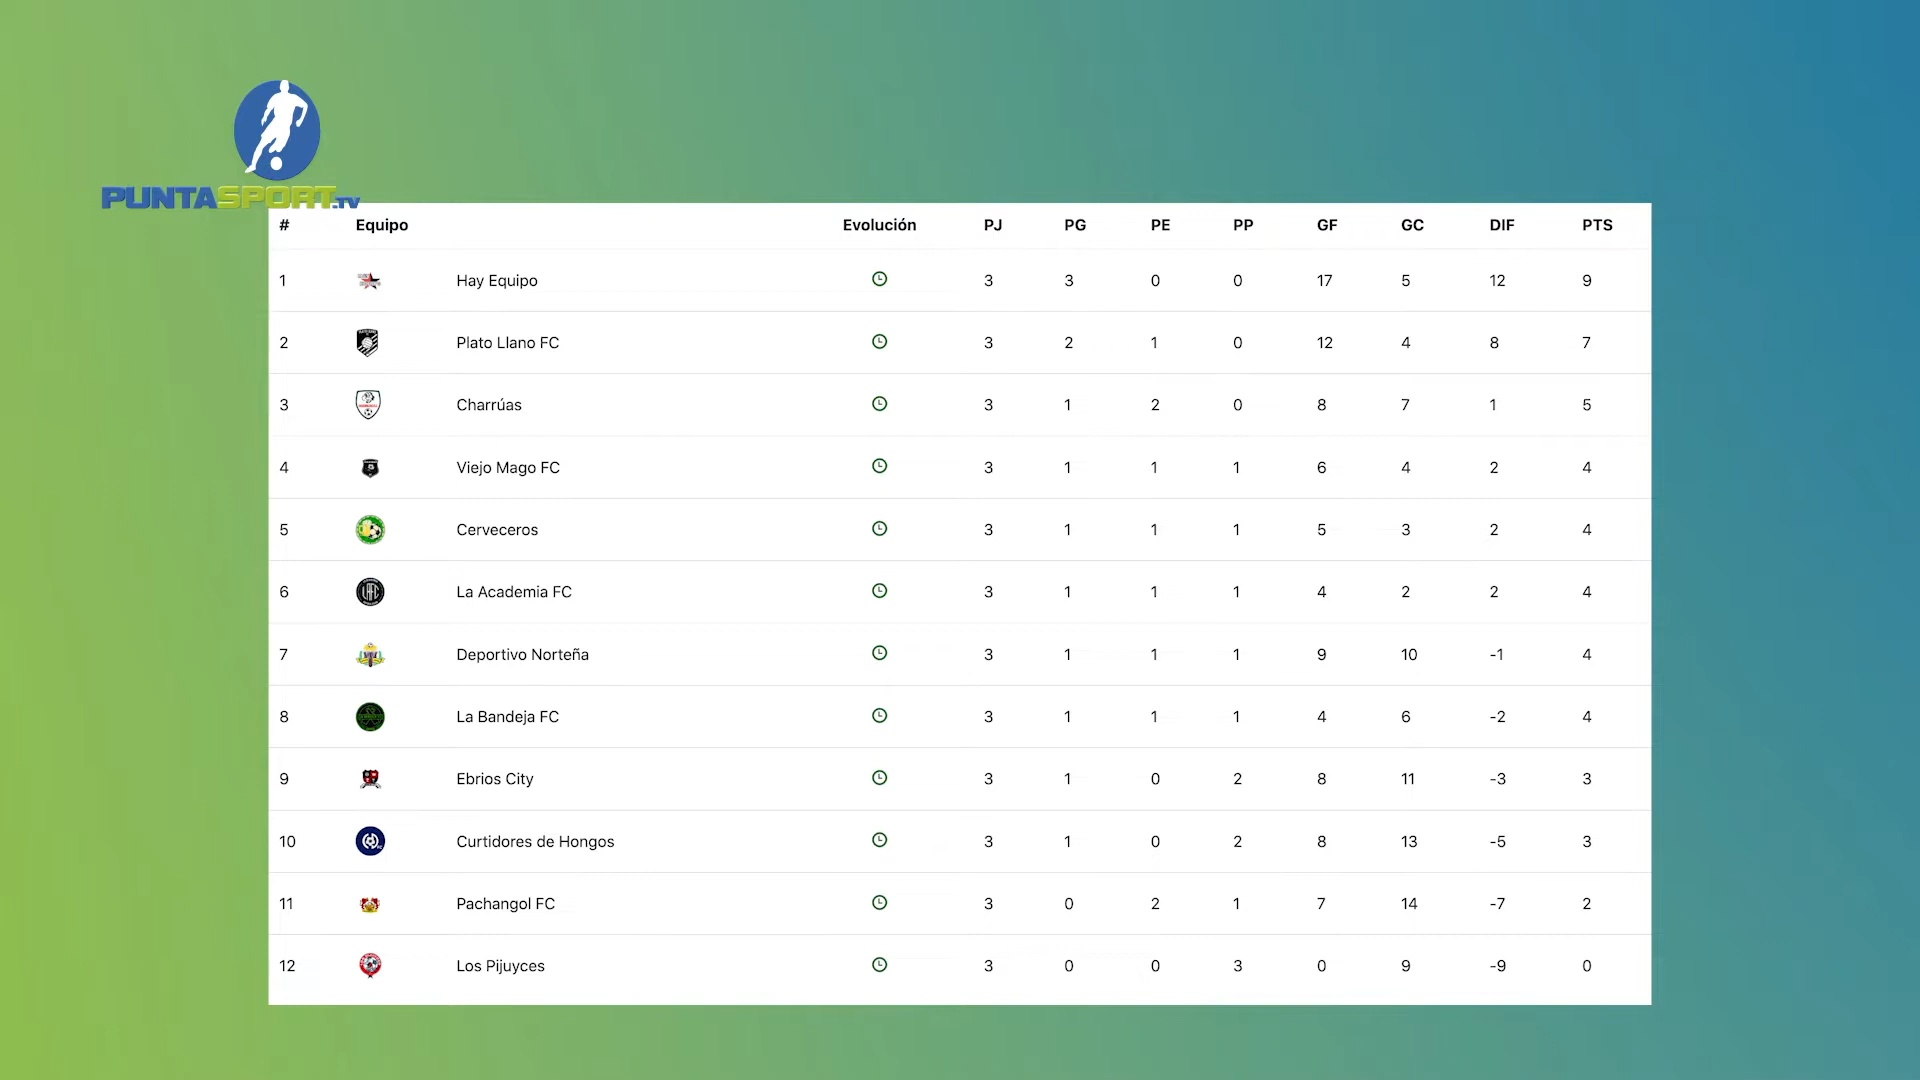 PUNTASPORT.TV
# Equipo Evolución PJ PG PE PP GF GC DIF PTS
1 Hay Equipo 3 3 0 0 17 5 12 9
2 Plato Llano FC 3 2 1 0 12 4 8 7
3 Charrúas 3 1 2 0 8 7 1 5
4 Viejo Mago FC 3 1 1 1 6 4 2 4
5 Cerveceros 3 1 1 1 5 3 2 4
6 La Academia FC 3 1 1 1 4 2 2 4
7 Deportivo Norteña 3 1 1 1 9 10 -1 4
8 La Bandeja FC 3 1 1 1 4 6 -2 4
9 Ebrios City 3 1 0 2 8 11 -3 3
10 Curtidores de Hongos 3 1 0 2 8 13 -5 3
11 Pachangol FC 3 0 2 1 7 14 -7 2
12 Los Pijuyces 3 0 0 3 0 9 -9 0